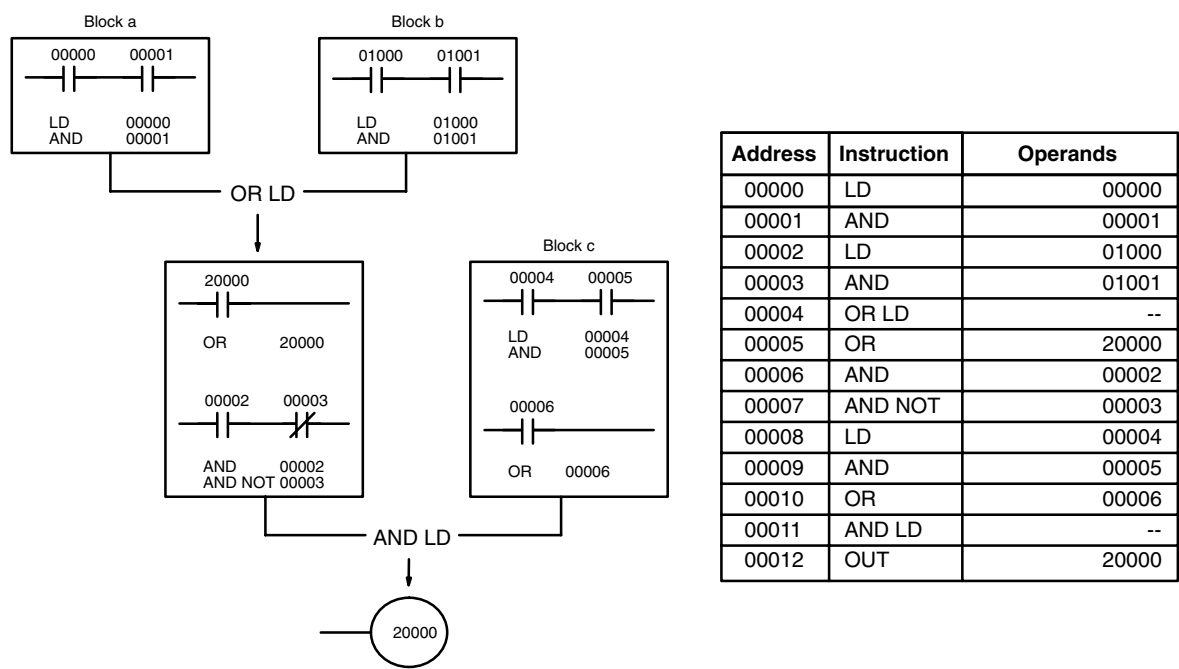 Block a
Block b
00000 00001
LD 00000
AND 00001
01000 01001
LD 01000
AND 01001
OR LD
20000
OR 20000
00002 00003
AND 00002
AND NOT 00003
Block c
00004 00005
LD 00004
AND 00005
00006
OR 00006
AND LD
20000
Address Instruction Operands
00000 LD 00000
00001 AND 00001
00002 LD 01000
00003 AND 01001
00004 OR LD --
00005 OR 20000
00006 AND 00002
00007 AND NOT 00003
00008 LD 00004
00009 AND 00005
00010 OR 00006
00011 AND LD --
00012 OUT 20000